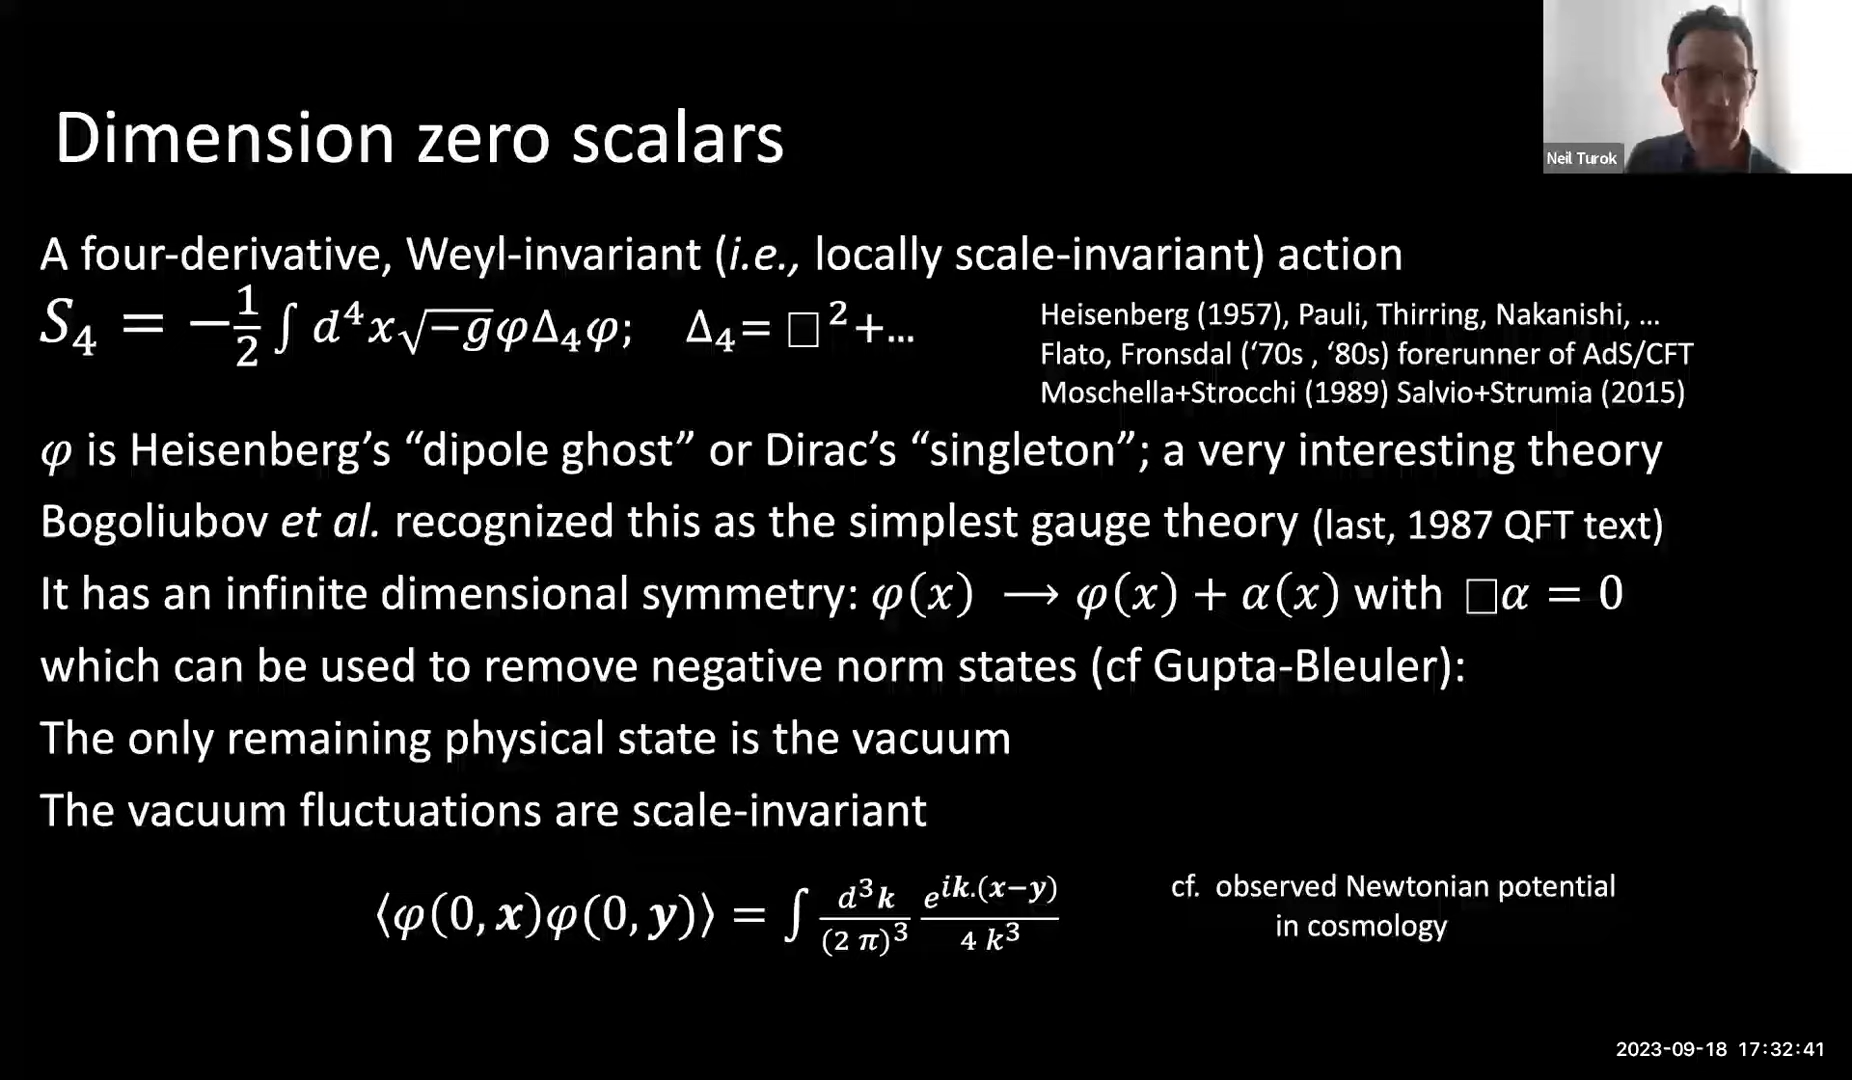 Neil Turok
Dimension zero scalars
A four-derivative, Weyl-invariant (i.e., locally scale-invariant) action
S₄ = −½ ∫ d⁴x√−g φΔ₄φ;   Δ₄= □²+...
Heisenberg (1957), Pauli, Thirring, Nakanishi, ...
Flato, Fronsdal (‘70s , ‘80s) forerunner of AdS/CFT
Moschella+Strocchi (1989) Salvio+Strumia (2015)
φ is Heisenberg’s “dipole ghost” or Dirac’s “singleton”; a very interesting theory
Bogoliubov et al. recognized this as the simplest gauge theory (last, 1987 QFT text)
It has an infinite dimensional symmetry: φ(x) ⟶ φ(x) + α(x) with □α = 0
which can be used to remove negative norm states (cf Gupta-Bleuler):
The only remaining physical state is the vacuum
The vacuum fluctuations are scale-invariant
⟨φ(0, x)φ(0, y)⟩ = ∫ d³k/(2 π)³ e^{ik.(x−y)}/4 k³
cf. observed Newtonian potential
in cosmology
2023-09-18 17:32:41